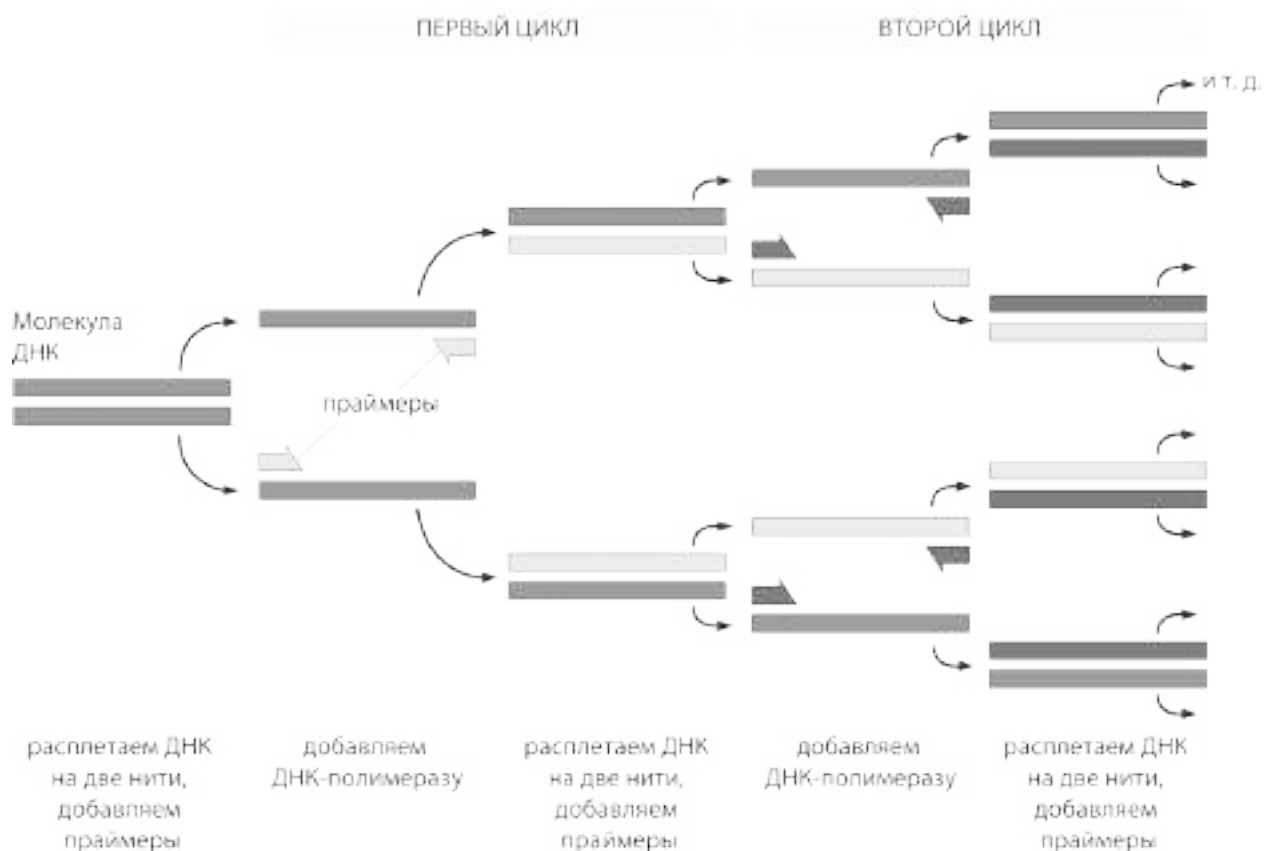 ПЕРВЫЙ ЦИКЛ
ВТОРОЙ ЦИКЛ
и т. д.
Молекула
ДНК
праймеры
расплетаем ДНК
на две нити,
добавляем
праймеры
добавляем
ДНК-полимеразу
расплетаем ДНК
на две нити,
добавляем
праймеры
добавляем
ДНК-полимеразу
расплетаем ДНК
на две нити,
добавляем
праймеры